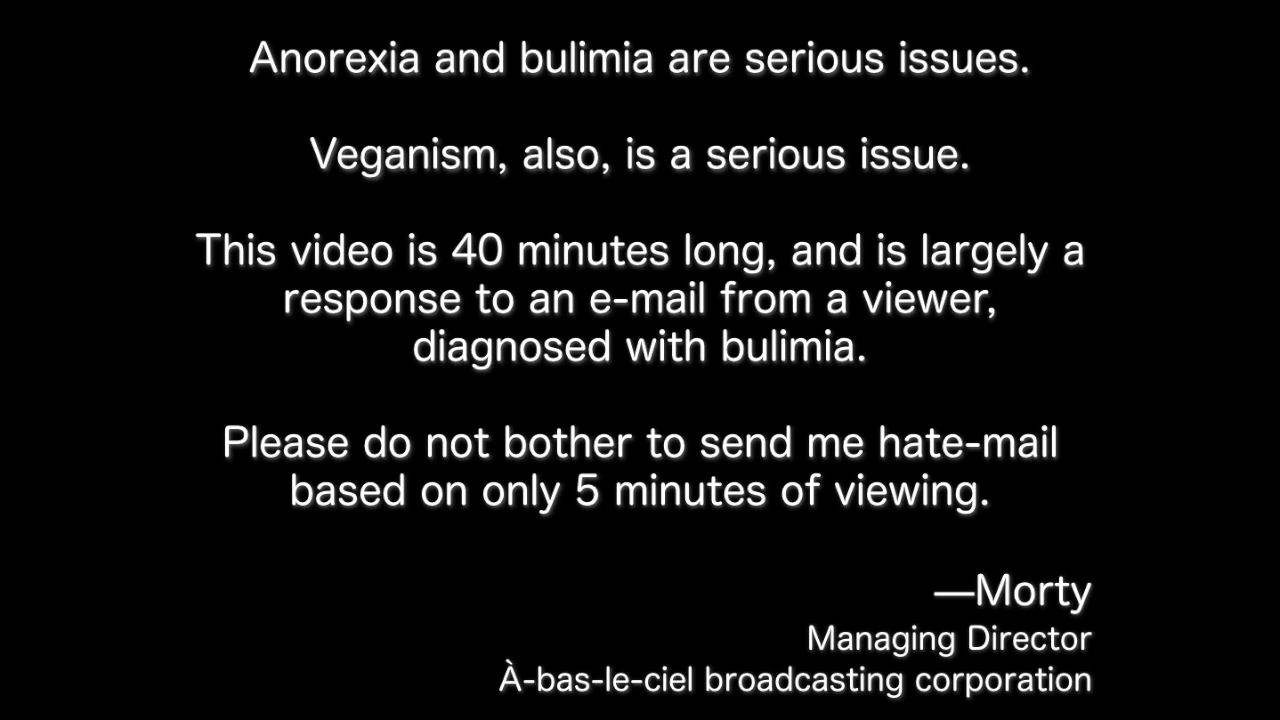 Anorexia and bulimia are serious issues.
Veganism, also, is a serious issue.
This video is 40 minutes long, and is largely a
response to an e-mail from a viewer,
diagnosed with bulimia.
Please do not bother to send me hate-mail
based on only 5 minutes of viewing.
—Morty
Managing Director
À-bas-le-ciel broadcasting corporation